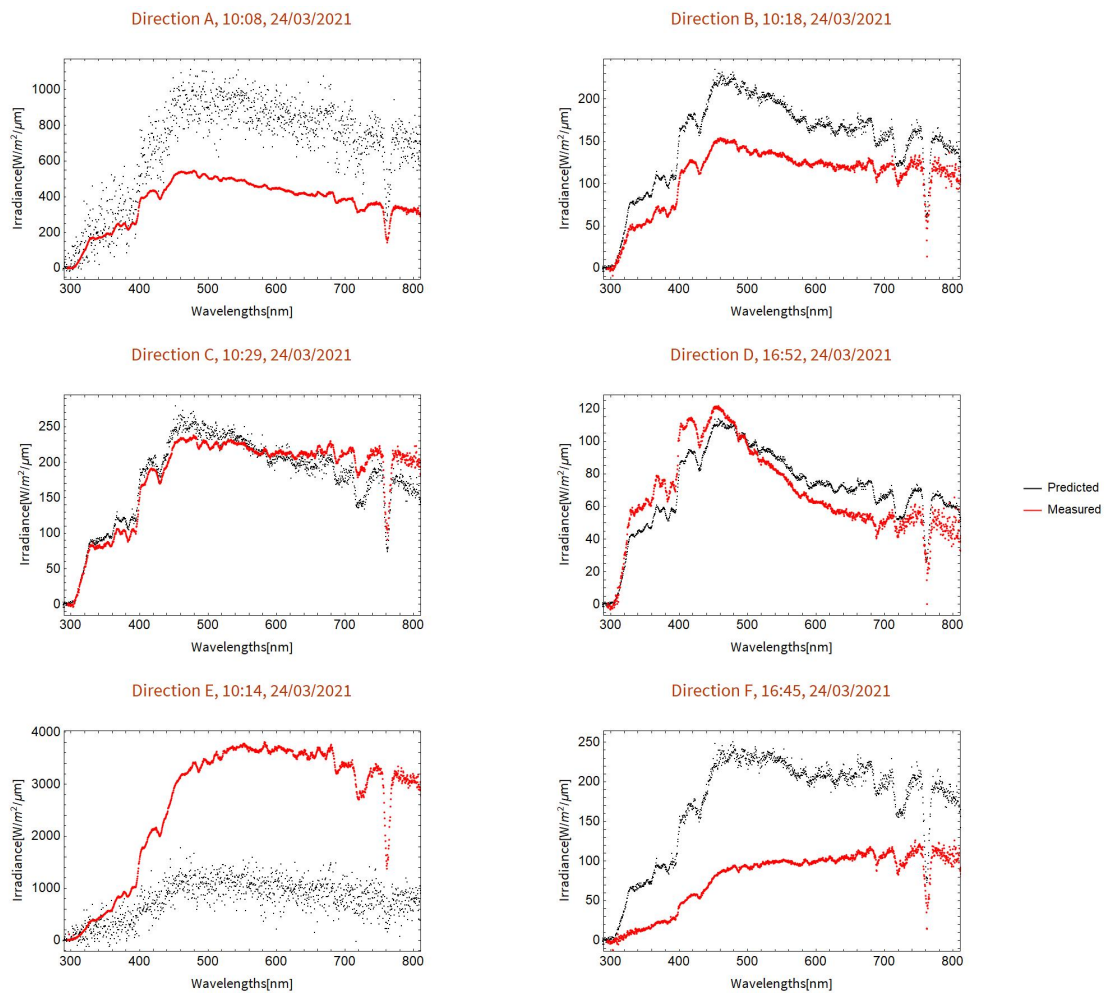 Direction A, 10:08, 24/03/2021
Irradiance[W/m²/μm]
1000
800
600
400
200
0
300 400 500 600 700 800
Wavelengths[nm]
Direction B, 10:18, 24/03/2021
Irradiance[W/m²/μm]
200
150
100
50
0
300 400 500 600 700 800
Wavelengths[nm]
Direction C, 10:29, 24/03/2021
Irradiance[W/m²/μm]
250
200
150
100
50
0
300 400 500 600 700 800
Wavelengths[nm]
Direction D, 16:52, 24/03/2021
Irradiance[W/m²/μm]
120
100
80
60
40
20
0
300 400 500 600 700 800
Wavelengths[nm]
Predicted
Measured
Direction E, 10:14, 24/03/2021
Irradiance[W/m²/μm]
4000
3000
2000
1000
0
300 400 500 600 700 800
Wavelengths[nm]
Direction F, 16:45, 24/03/2021
Irradiance[W/m²/μm]
250
200
150
100
50
0
300 400 500 600 700 800
Wavelengths[nm]